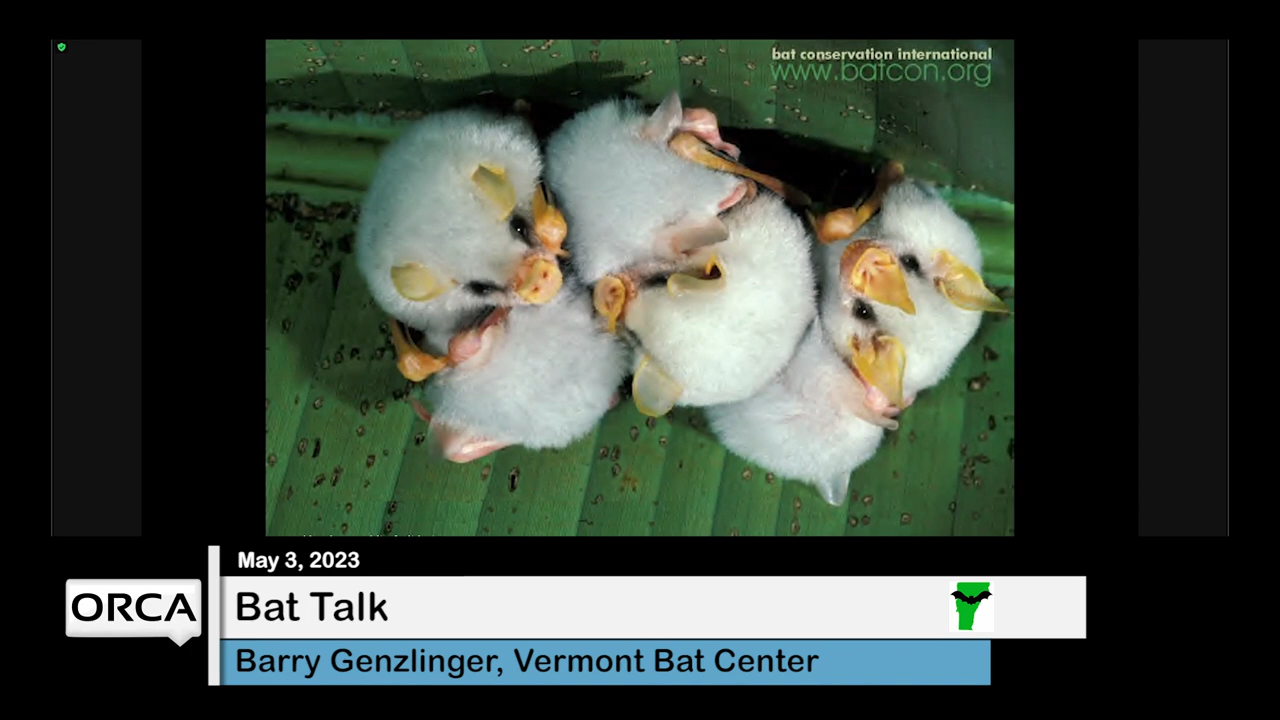 bat conservation international
www.batcon.org
May 3, 2023
ORCA
Bat Talk
Barry Genzlinger, Vermont Bat Center